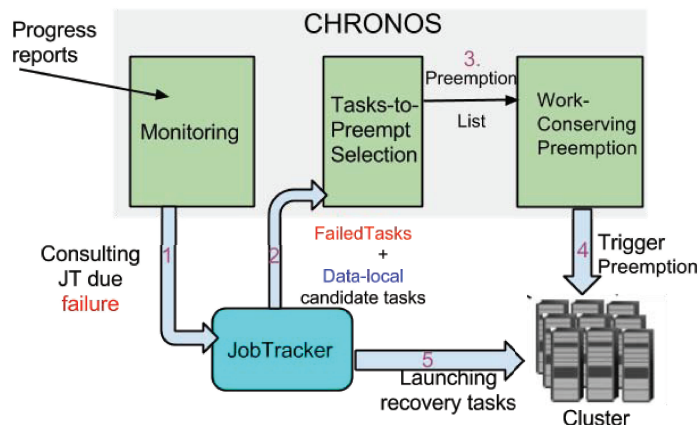 CHRONOS
Progress
reports
Monitoring
Tasks-to-
Preempt
Selection
3.
Preemption
List
Work-
Conserving
Preemption
1
Consulting
JT due
failure
2
FailedTasks
+
Data-local
candidate tasks
4
Trigger
Preemption
JobTracker
5
Launching
recovery tasks
Cluster